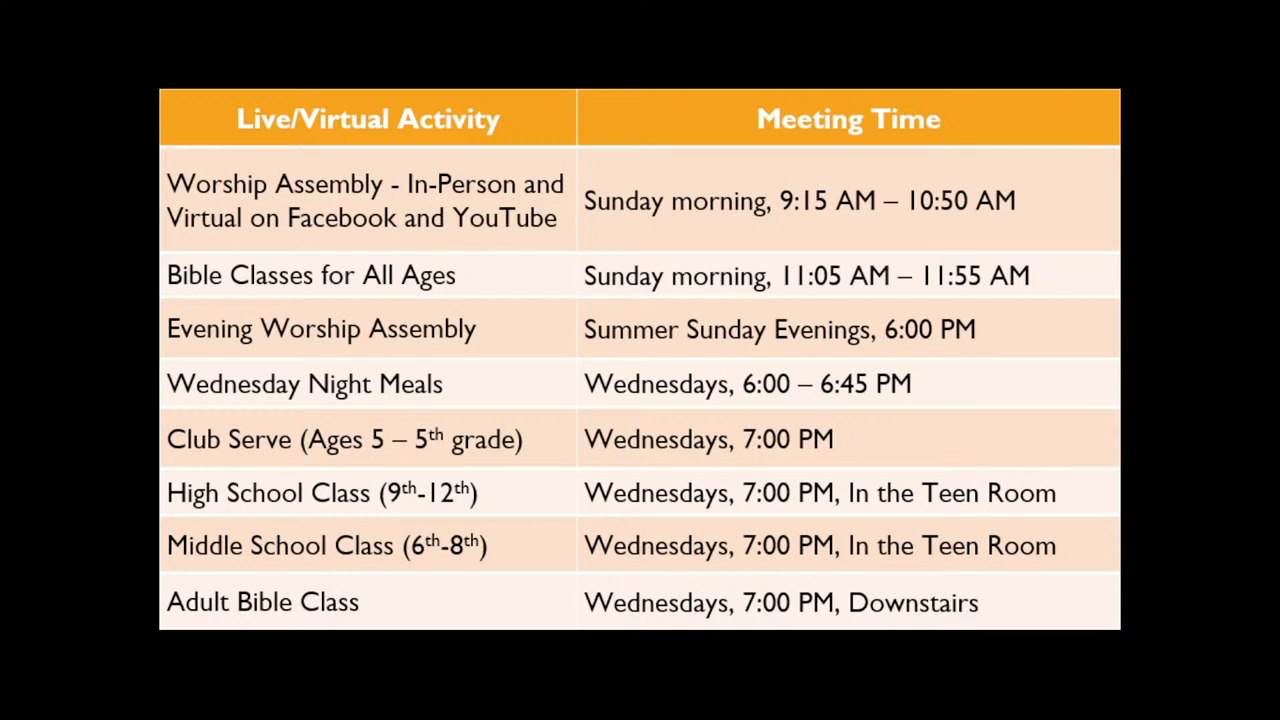 Live/Virtual Activity Meeting Time
Worship Assembly - In-Person and
Virtual on Facebook and YouTube
Sunday morning, 9:15 AM – 10:50 AM
Bible Classes for All Ages Sunday morning, 11:05 AM – 11:55 AM
Evening Worship Assembly Summer Sunday Evenings, 6:00 PM
Wednesday Night Meals Wednesdays, 6:00 – 6:45 PM
Club Serve (Ages 5 – 5th grade) Wednesdays, 7:00 PM
High School Class (9th-12th) Wednesdays, 7:00 PM, In the Teen Room
Middle School Class (6th-8th) Wednesdays, 7:00 PM, In the Teen Room
Adult Bible Class Wednesdays, 7:00 PM, Downstairs